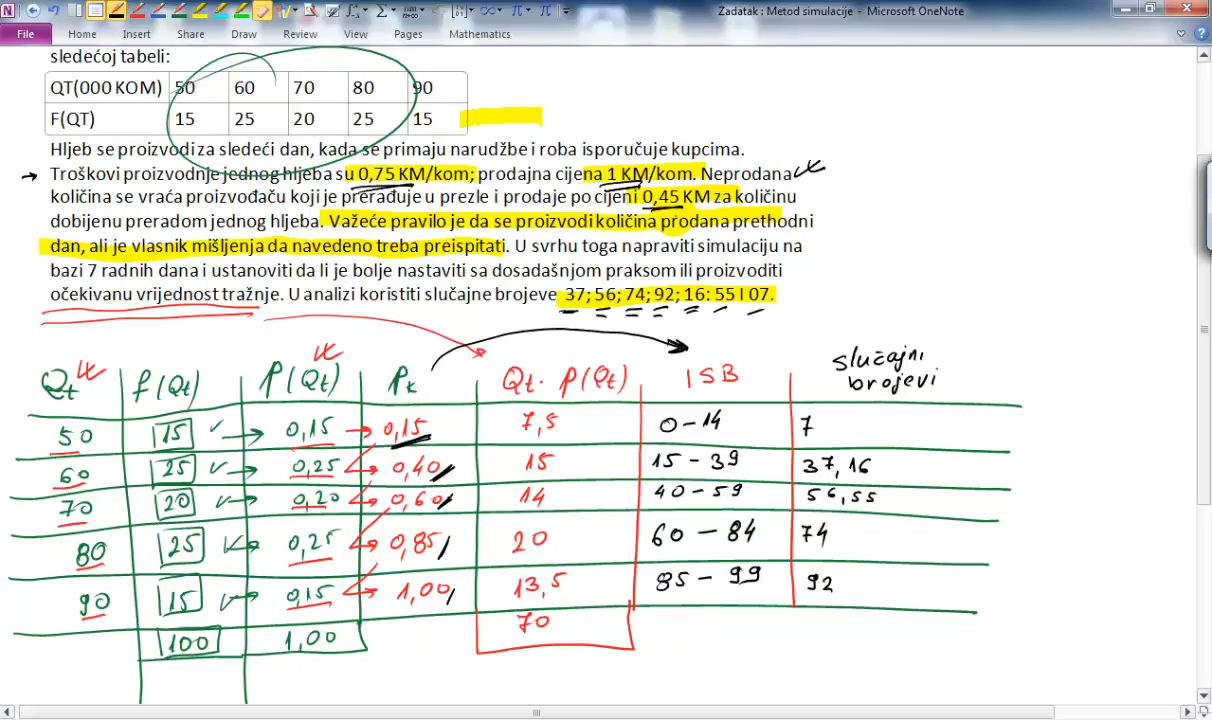 Zadatak : Metod simulacije - Microsoft OneNote
File Home Insert Share Draw Review View Pages Mathematics
sledećoj tabeli:
QT(000 KOM) 50 60 70 80 90
F(QT) 15 25 20 25 15
Hljeb se proizvodi za sledeći dan, kada se primaju narudžbe i roba isporučuje kupcima.
Troškovi proizvodnje jednog hljeba su 0,75 KM/kom; prodajna cijena 1 KM/kom. Neprodana
količina se vraća proizvođaču koji je prerađuje u prezle i prodaje po cijeni 0,45 KM za količinu
dobijenu preradom jednog hljeba. Važeće pravilo je da se proizvodi količina prodana prethodni
dan, ali je vlasnik mišljenja da navedeno treba preispitati. U svrhu toga napraviti simulaciju na
bazi 7 radnih dana i ustanoviti da li je bolje nastaviti sa dosadašnjom praksom ili proizvoditi
očekivanu vrijednost tražnje. U analizi koristiti slučajne brojeve 37; 56; 74; 92; 16: 55 I 07.
Qt f(Qt) P(Qt) Pk Qt · P(Qt) ISB slučajni brojevi
50 15 0,15 0,15 7,5 0-14 7
60 25 0,25 0,40 15 15-39 37,16
70 20 0,20 0,60 14 40-59 56,55
80 25 0,25 0,85 20 60-84 74
90 15 0,15 1,00 13,5 85-99 92
100 1,00 70